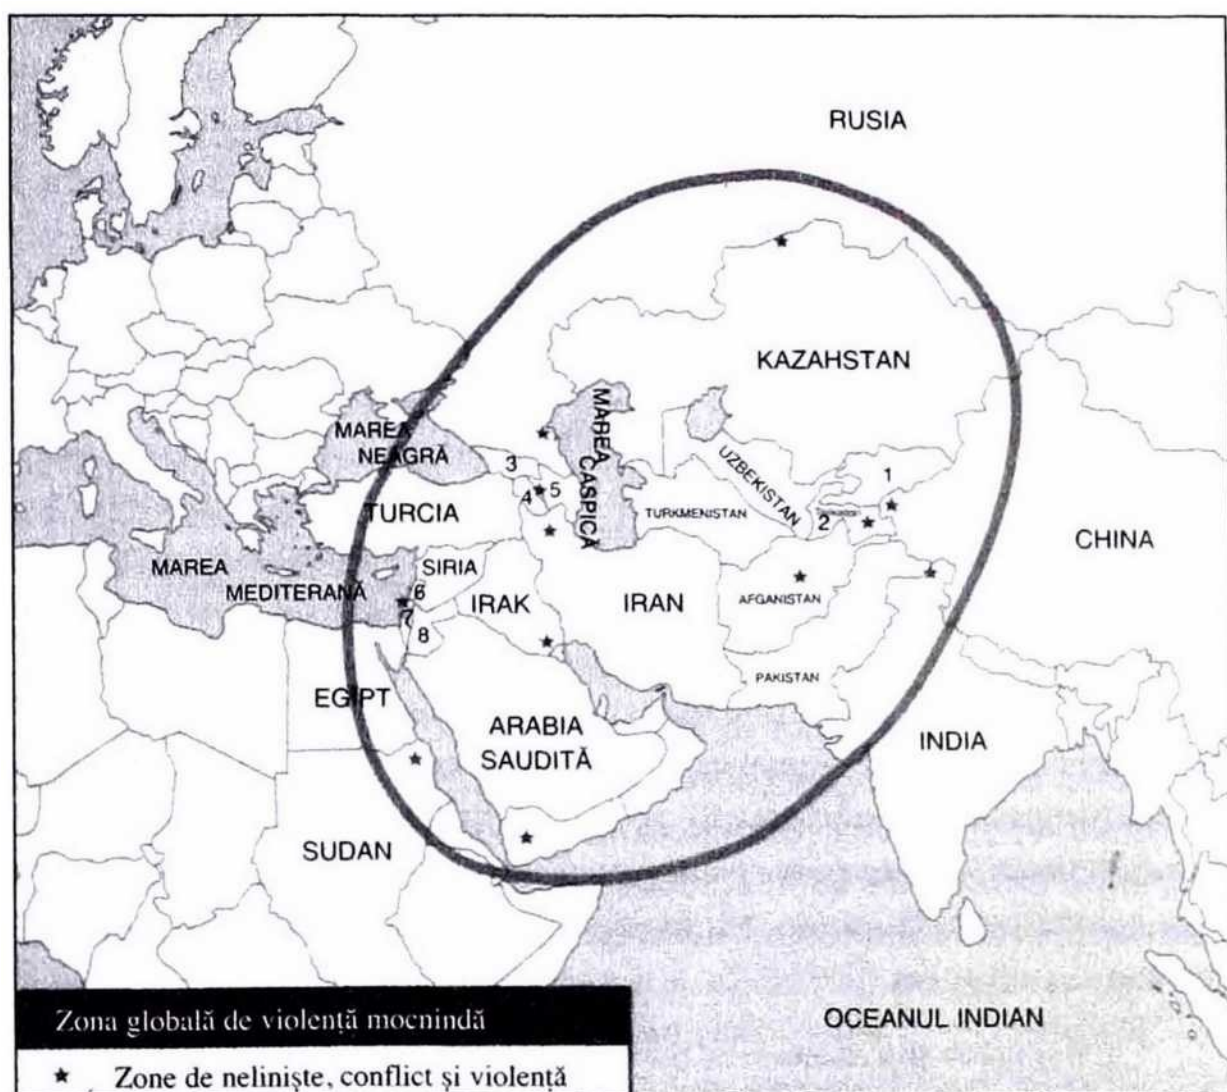 RUSIA
KAZAHSTAN
MAREA
NEAGRĂ
MAREA
CASPICĂ
3
4
5
UZBEKISTAN
1
2
TURCIA
TURKMENISTAN
CHINA
MAREA
MEDITERANĂ
SIRIA
6
7
8
IRAK
IRAN
AFGANISTAN
PAKISTAN
EGIPT
ARABIA
SAUDITĂ
INDIA
SUDAN
OCEANUL INDIAN
Zona globală de violență mocnindă
★ Zone de neliniște, conflict și violență